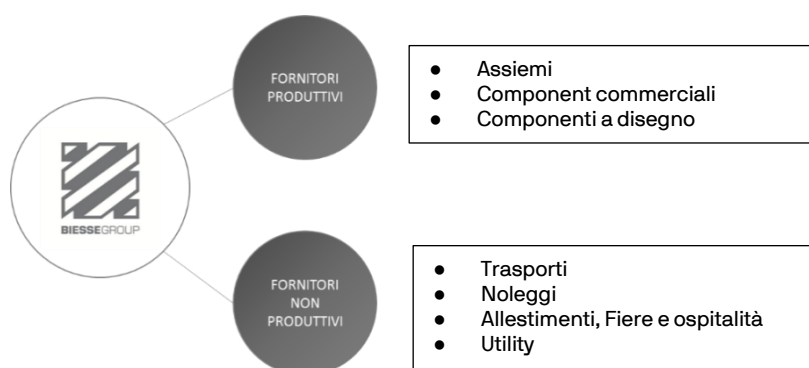 FORNITORI
PRODUTTIVI
● Assiemi
● Component commerciali
● Componenti a disegno
BIESSEGROUP
FORNITORI
NON
PRODUTTIVI
● Trasporti
● Noleggi
● Allestimenti, Fiere e ospitalità
● Utility